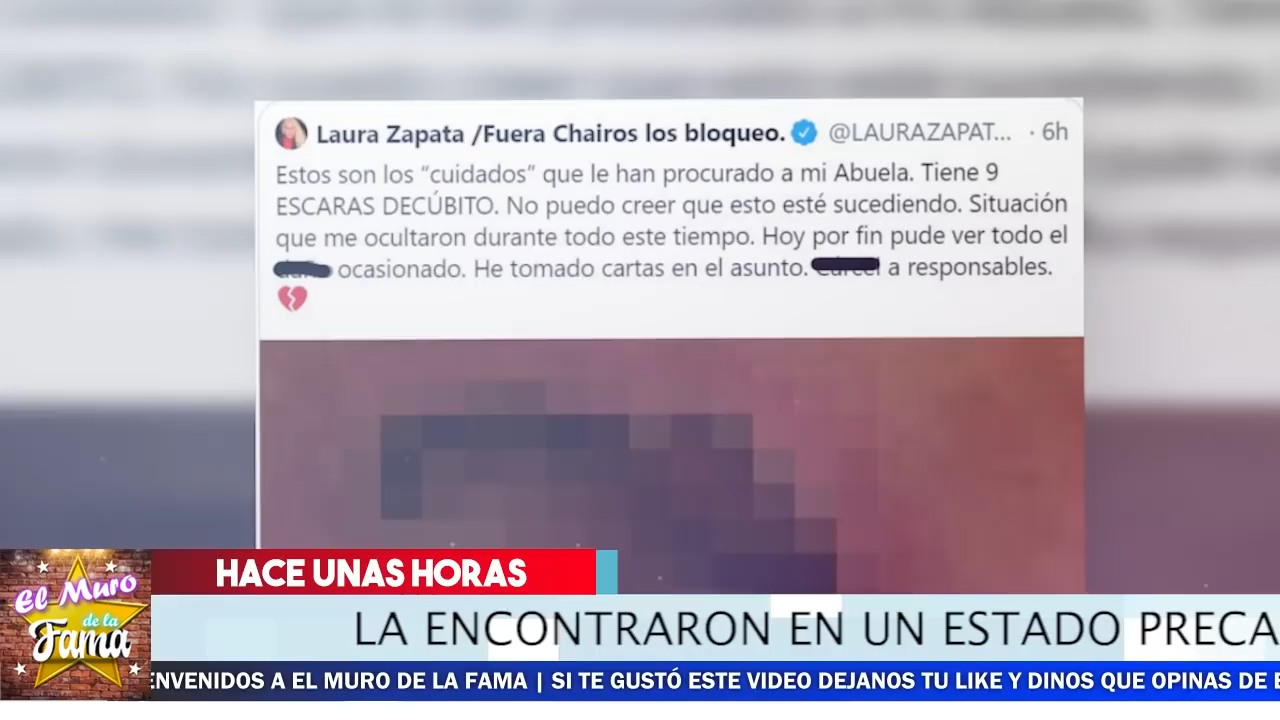 Laura Zapata /Fuera Chairos los bloqueo. @LAURAZAPAT... · 6h
Estos son los “cuidados” que le han procurado a mi Abuela. Tiene 9
ESCARAS DECÚBITO. No puedo creer que esto esté sucediendo. Situación
que me ocultaron durante todo este tiempo. Hoy por fin pude ver todo el
ocasionado. He tomado cartas en el asunto. a responsables.
HACE UNAS HORAS
El Muro
de la
Fama
LA ENCONTRARON EN UN ESTADO PRECA
ENVENIDOS A EL MURO DE LA FAMA | SI TE GUSTÓ ESTE VIDEO DEJANOS TU LIKE Y DINOS QUE OPINAS DE E